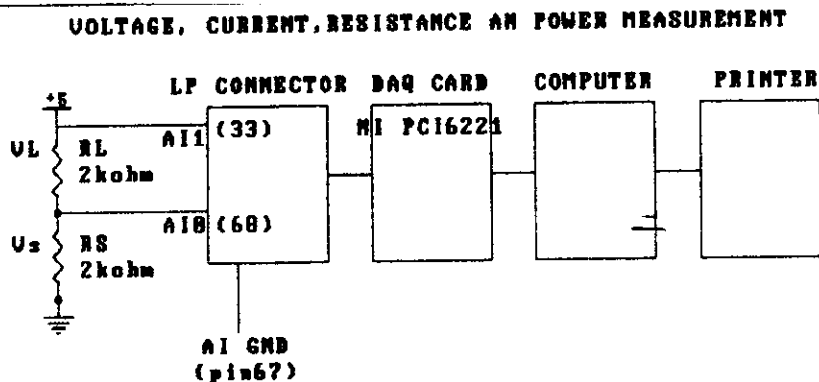 VOLTAGE, CURRENT,RESISTANCE AN POWER MEASUREMENT
LP CONNECTOR
DAQ CARD
COMPUTER
PRINTER
+5
AI1 (33)
NI PCI6221
VL
RL
2kohm
AI0 (68)
Vs
RS
2kohm
AI GND
(pin67)